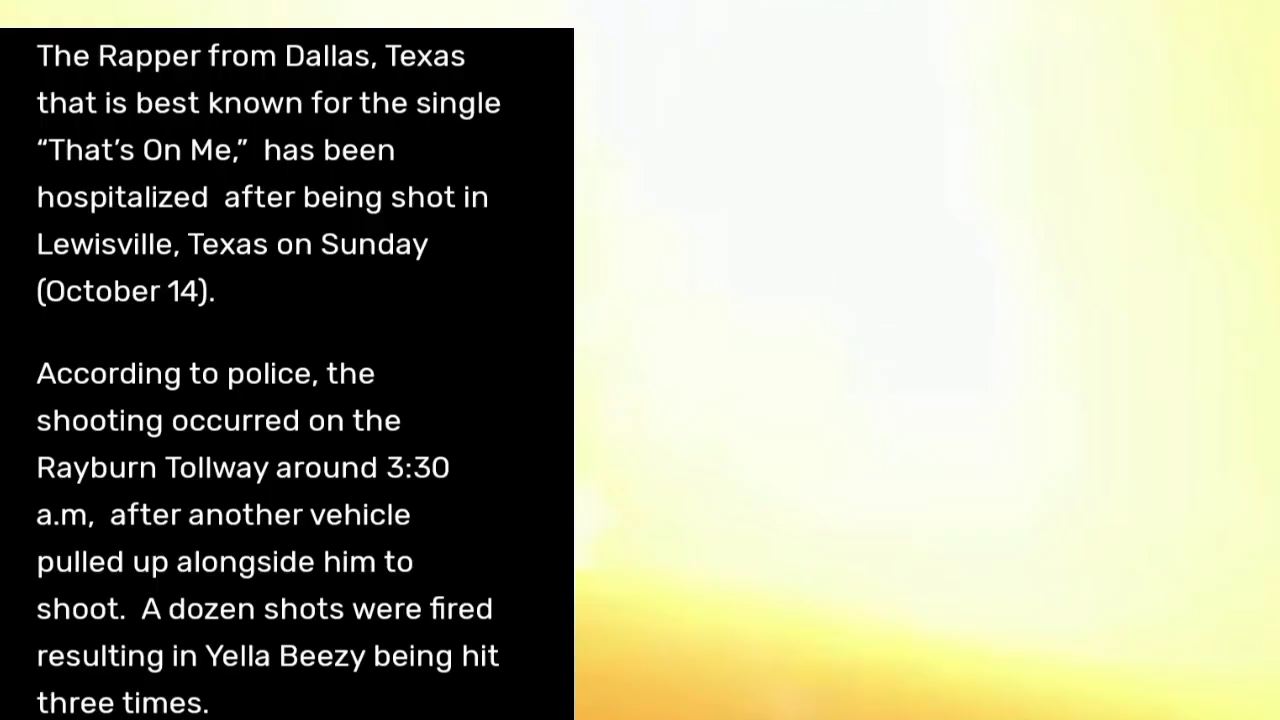 The Rapper from Dallas, Texas
that is best known for the single
“That’s On Me,”  has been
hospitalized  after being shot in
Lewisville, Texas on Sunday
(October 14).
According to police, the
shooting occurred on the
Rayburn Tollway around 3:30
a.m,  after another vehicle
pulled up alongside him to
shoot.  A dozen shots were fired
resulting in Yella Beezy being hit
three times.